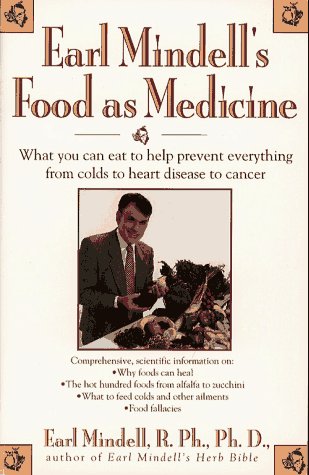 Earl Mindell's
Food as Medicine
What you can eat to help prevent everything
from colds to heart disease to cancer
Comprehensive, scientific information on:
•Why foods can heal
•The hot hundred foods from alfalfa to zucchini
•What to feed colds and other ailments
•Food fallacies
Earl Mindell, R. Ph., Ph. D.,
author of Earl Mindell's Herb Bible